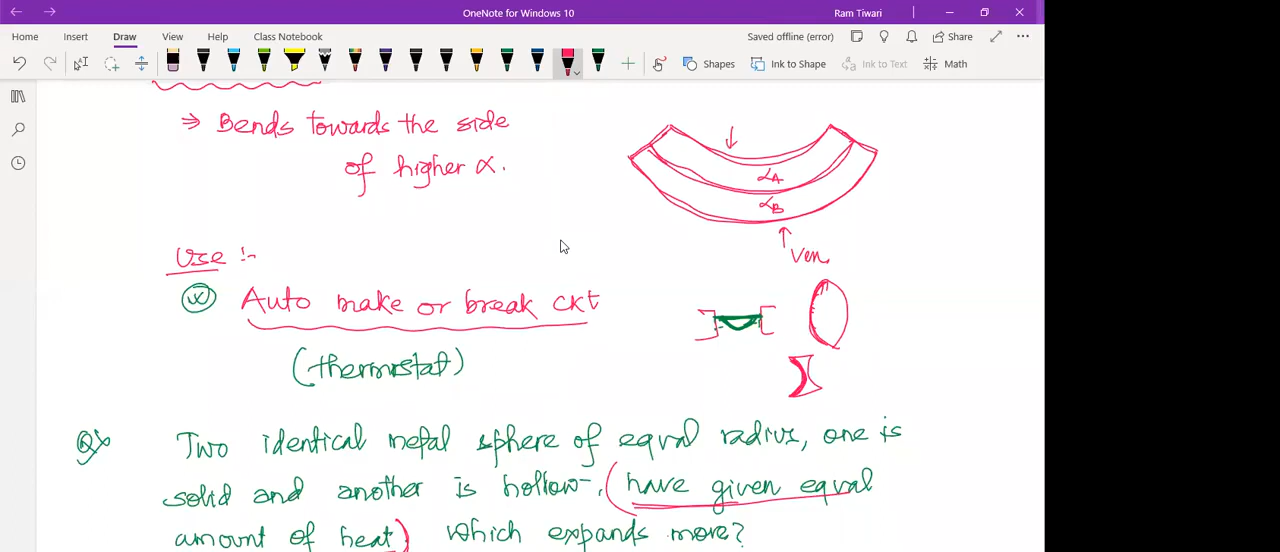 OneNote for Windows 10
Ram Tiwari
Home Insert Draw View Help Class Notebook
Saved offline (error) Share
Shapes Ink to Shape Ink to Text Math
⇒ Bends towards the side
of higher α.
αA
αB
Use :-
Auto make or break ckt
(thermostat)
Q) Two identical metal sphere of equal radius, one is
solid and another is hollow, (have given equal
amount of heat) which expands more?